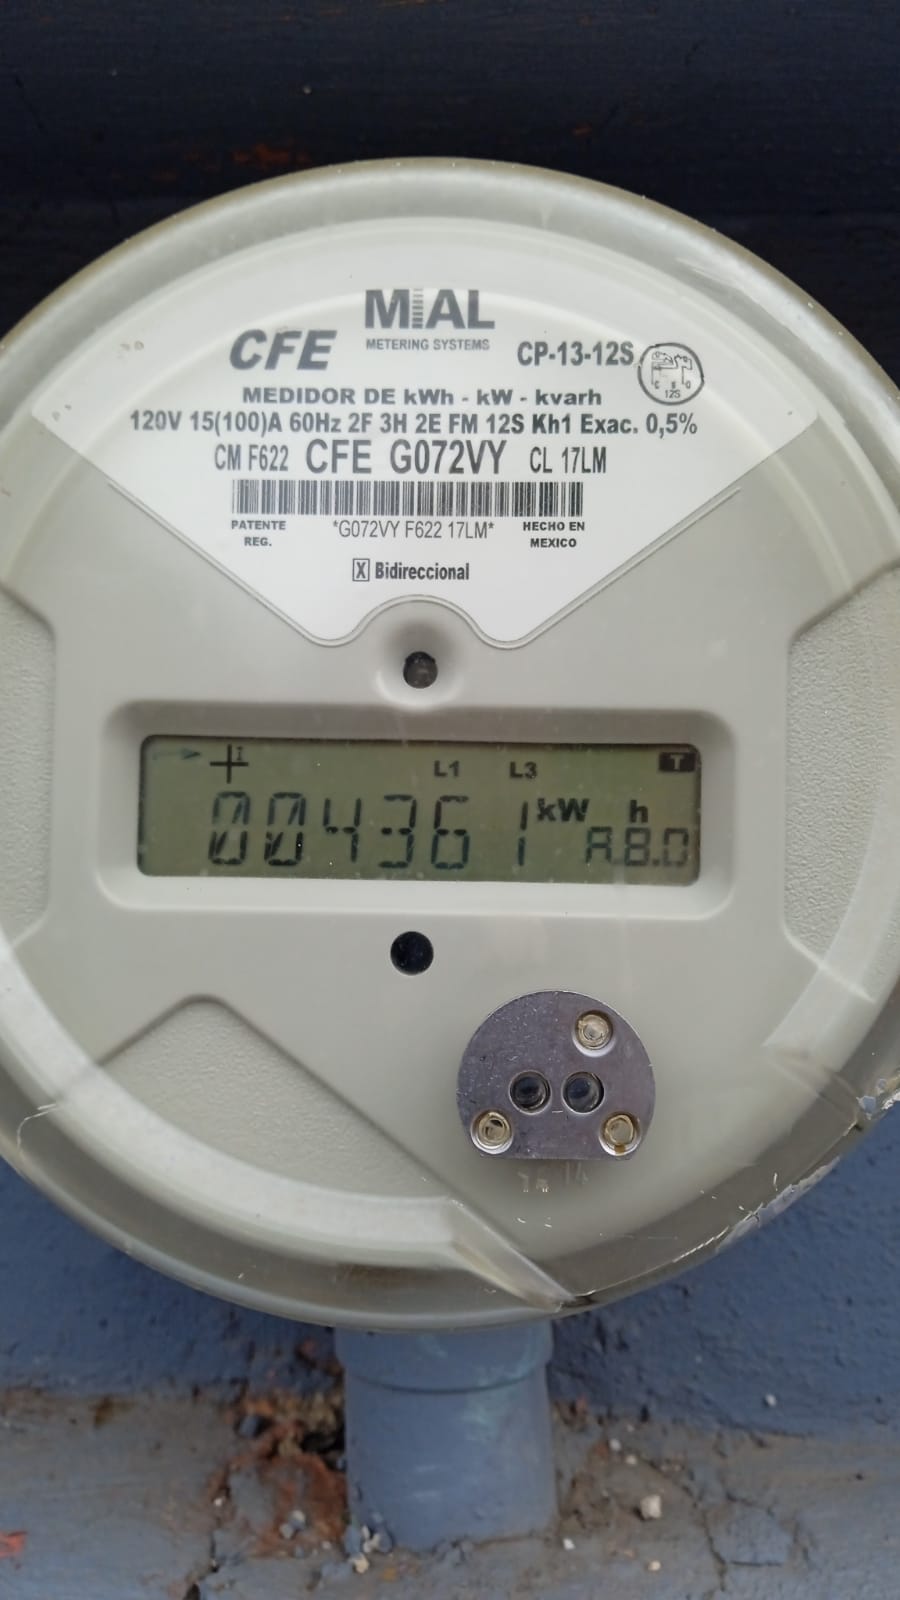 MIAL
METERING SYSTEMS
CFE
CP-13-12S
12S
MEDIDOR DE kWh - kW - kvarh
120V 15(100)A 60Hz 2F 3H 2E FM 12S Kh1 Exac. 0,5%
CM F622 CFE G072VY CL 17LM
PATENTE REG.
*G072VY F622 17LM*
HECHO EN MEXICO
X Bidireccional
L1 L3 T
004361 kW h A.8.0